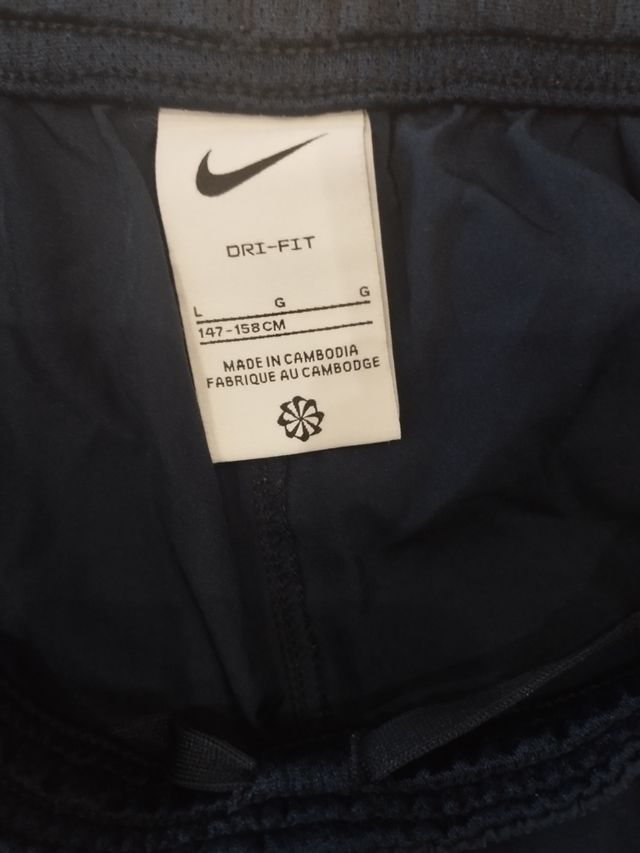 DRI-FIT
L G G
147-158CM
MADE IN CAMBODIA
FABRIQUE AU CAMBODGE